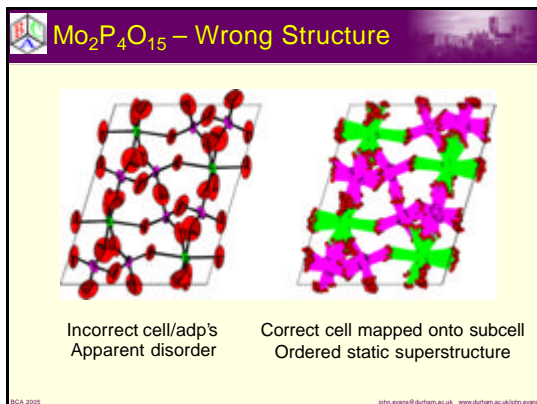 Mo₂P₄O₁₅ – Wrong Structure
Incorrect cell/adp's
Apparent disorder
Correct cell mapped onto subcell
Ordered static superstructure
BCA 2005
john.evans@durham.ac.uk www.durham.ac.uk/john.evans